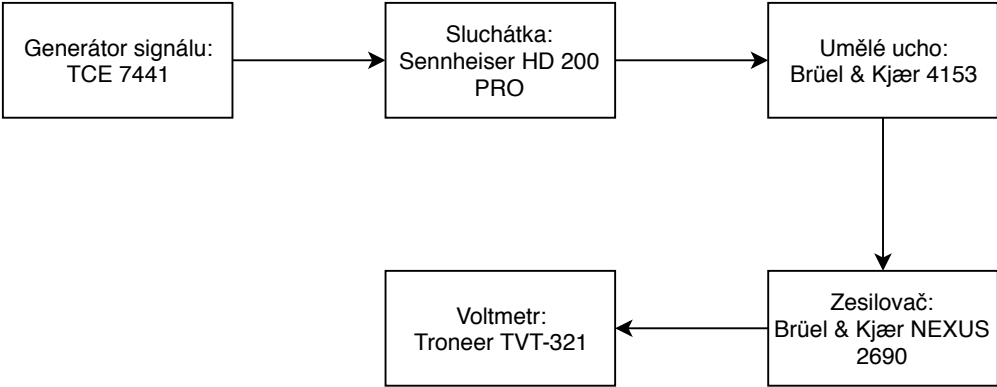 Generátor signálu:
TCE 7441
Sluchátka:
Sennheiser HD 200
PRO
Umělé ucho:
Brüel & Kjær 4153
Zesilovač:
Brüel & Kjær NEXUS
2690
Voltmetr:
Troneer TVT-321